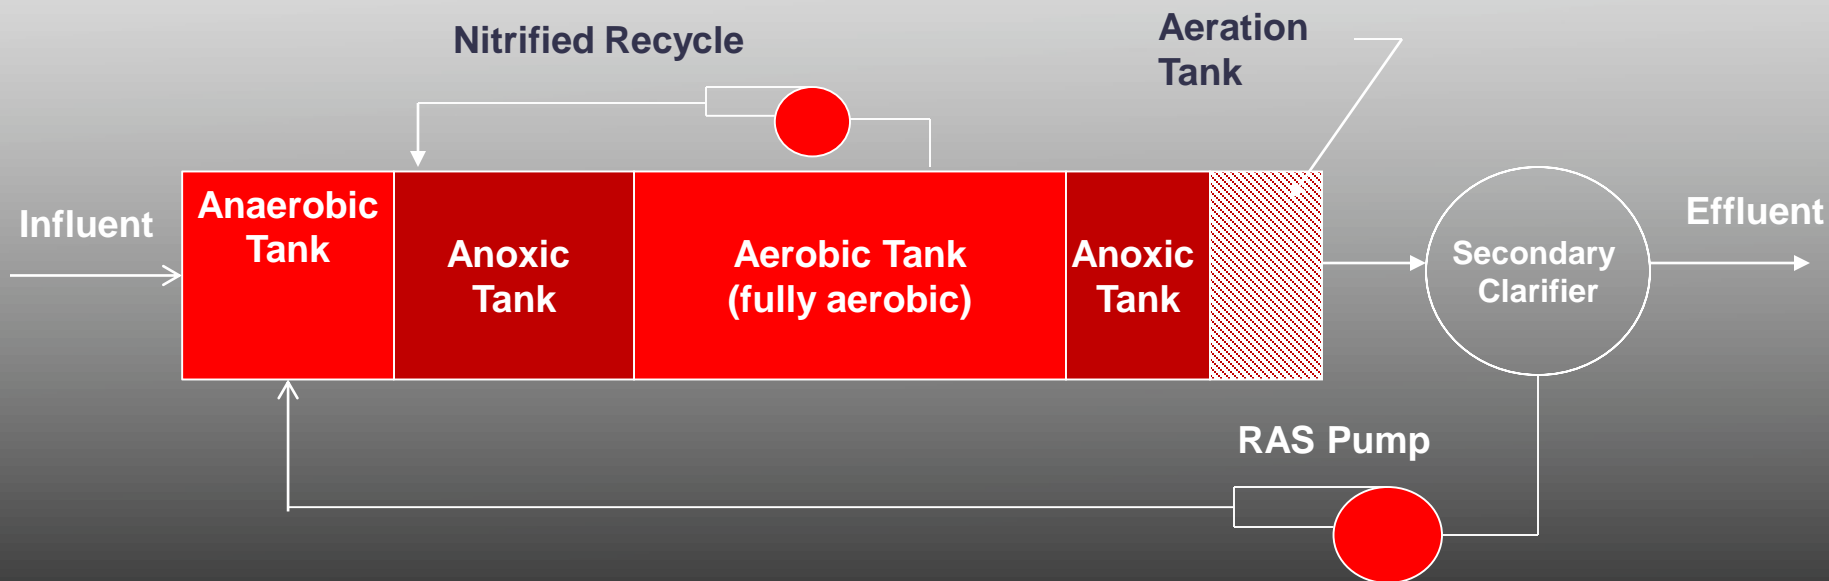 Nitrified Recycle
Aeration
Tank
Influent
Anaerobic
Tank
Anoxic
Tank
Aerobic Tank
(fully aerobic)
Anoxic
Tank
Secondary
Clarifier
Effluent
RAS Pump